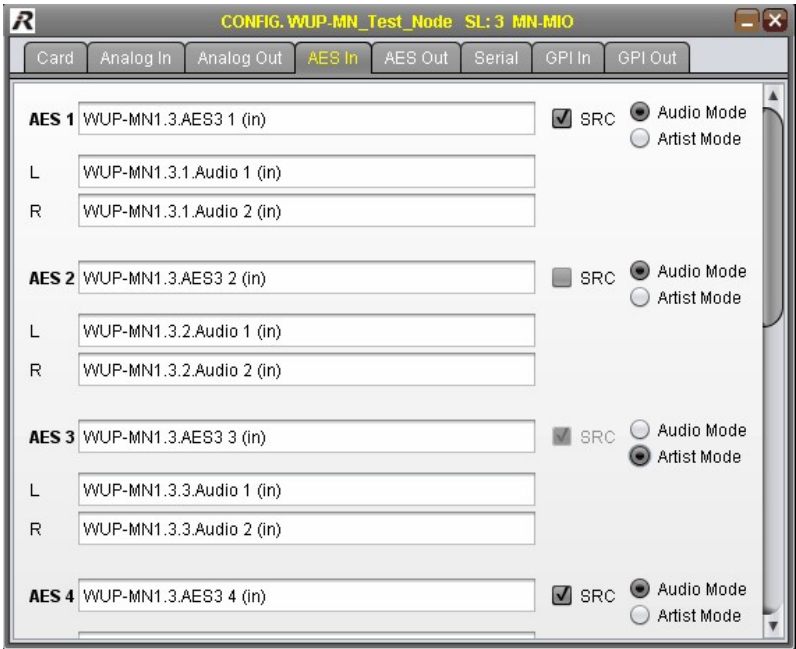 R CONFIG. WUP-MN_Test_Node SL: 3 MN-MIO
Card Analog In Analog Out AES In AES Out Serial GPI In GPI Out
AES 1 WUP-MN1.3.AES3 1 (in) SRC Audio Mode
Artist Mode
L WUP-MN1.3.1.Audio 1 (in)
R WUP-MN1.3.1.Audio 2 (in)
AES 2 WUP-MN1.3.AES3 2 (in) SRC Audio Mode
Artist Mode
L WUP-MN1.3.2.Audio 1 (in)
R WUP-MN1.3.2.Audio 2 (in)
AES 3 WUP-MN1.3.AES3 3 (in) SRC Audio Mode
Artist Mode
L WUP-MN1.3.3.Audio 1 (in)
R WUP-MN1.3.3.Audio 2 (in)
AES 4 WUP-MN1.3.AES3 4 (in) SRC Audio Mode
Artist Mode